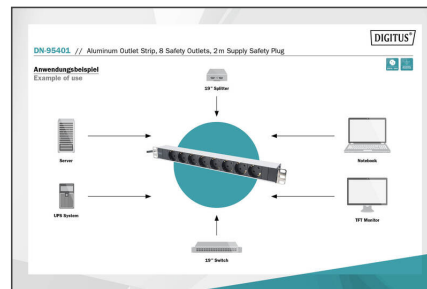 DIGITUS®
DN-95401 // Aluminum Outlet Strip, 8 Safety Outlets, 2 m Supply Safety Plug
Anwendungsbeispiel
Example of use
19" Splitter
Server
Notebook
UPS System
TFT Monitor
19" Switch